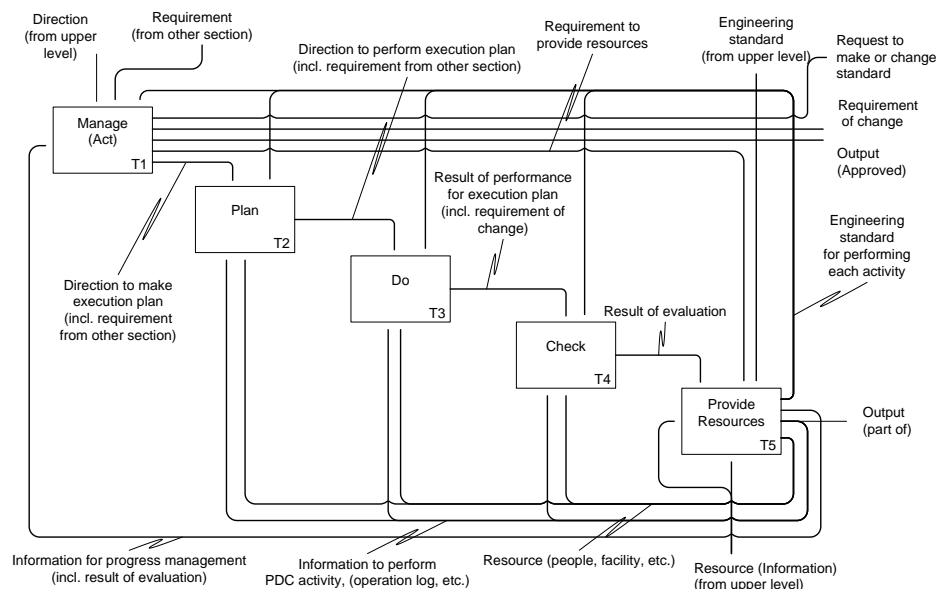 Direction
(from upper
level)
Requirement
(from other section)
Direction to perform execution plan
(incl. requirement from other section)
Requirement to
provide resources
Engineering
standard
(from upper level)
Request to
make or change
standard
Manage
(Act)
T1
Requirement
of change
Output
(Approved)
Plan
T2
Result of performance
for execution plan
(incl. requirement of
change)
Engineering
standard
for performing
each activity
Direction to make
execution plan
(incl. requirement
from other section)
Do
T3
Result of evaluation
Check
T4
Provide
Resources
T5
Output
(part of)
Information for progress management
(incl. result of evaluation)
Information to perform
PDC activity, (operation log, etc.)
Resource (people, facility, etc.)
Resource (Information)
(from upper level)